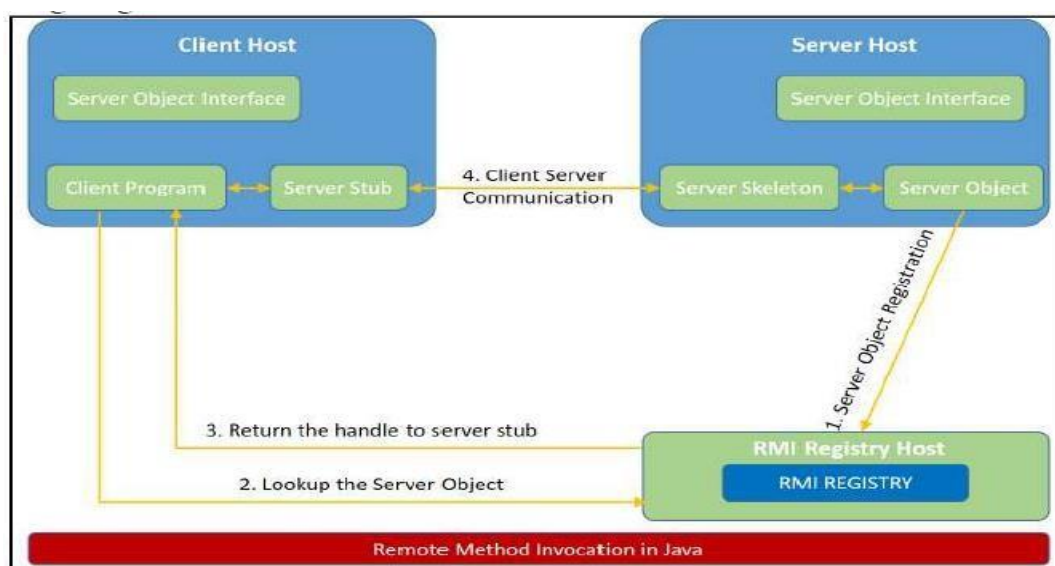 Client Host
Server Host
Server Object Interface
Server Object Interface
Client Program
Server Stub
4. Client Server
Communication
Server Skeleton
Server Object
1. Server Object Registration
3. Return the handle to server stub
2. Lookup the Server Object
RMI Registry Host
RMI REGISTRY
Remote Method Invocation in Java